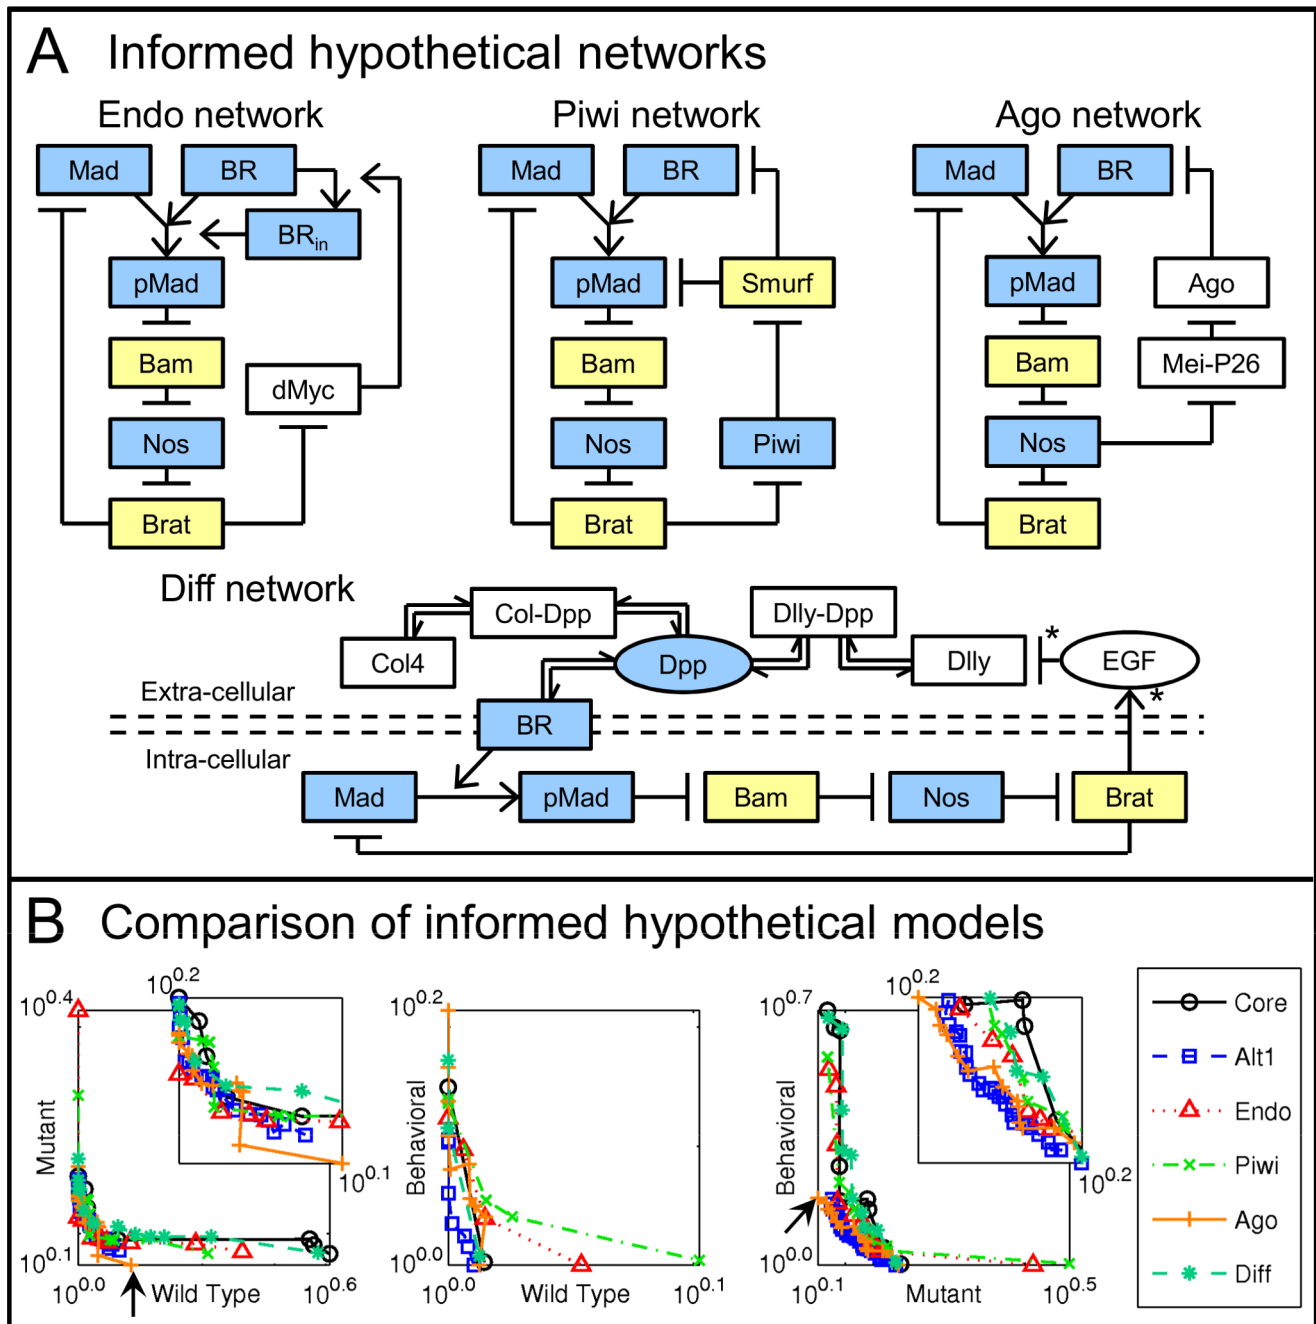 A Informed hypothetical networks
Endo network
Piwi network
Ago network
Mad
BR
BRin
pMad
Bam
dMyc
Nos
Brat
Mad
BR
pMad
Smurf
Bam
Nos
Piwi
Brat
Mad
BR
pMad
Ago
Bam
Mei-P26
Nos
Brat
Diff network
Col-Dpp
Dlly-Dpp
Col4
Dpp
Dlly
*
EGF
*
Extra-cellular
BR
Intra-cellular
Mad
pMad
Bam
Nos
Brat
B Comparison of informed hypothetical models
10^0.4
10^0.2
Mutant
10^0.1
10^0.1
10^0.0
Wild Type
10^0.6
10^0.2
Behavioral
10^0.0
10^0.0
Wild Type
10^0.1
10^0.7
10^0.2
Behavioral
10^0.2
10^0.0
10^0.1
Mutant
10^0.5
Core
Alt1
Endo
Piwi
Ago
Diff